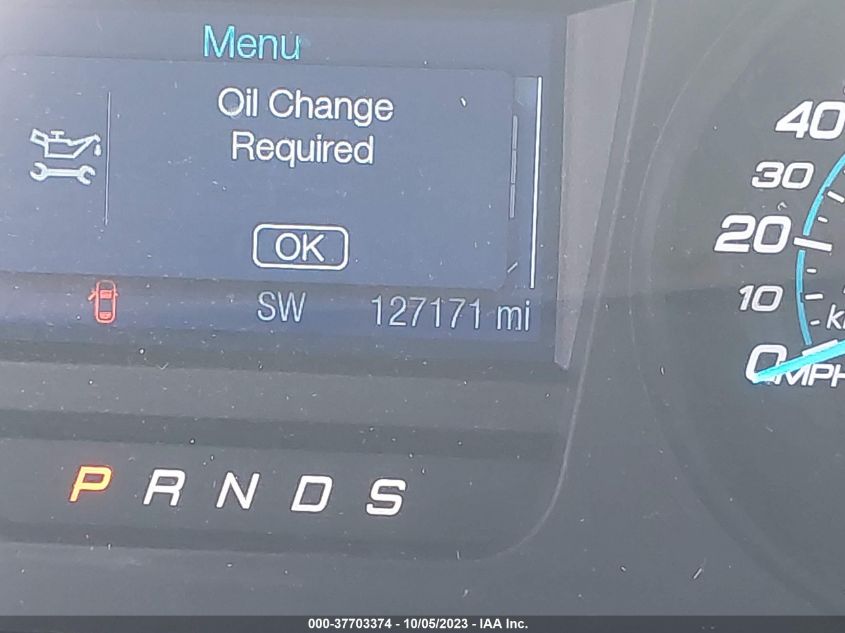 Menu
Oil Change
Required
OK
SW 127171 mi
40
30
20
10
0 MPH
P R N D S
000-37703374 - 10/05/2023 - IAA Inc.